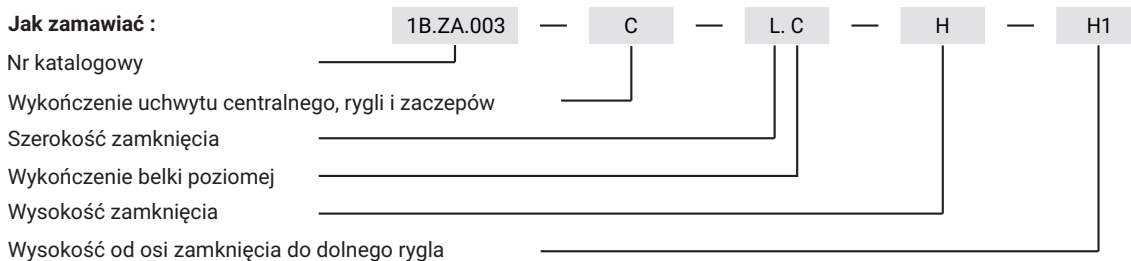 Jak zamawiać : 1B.ZA.003 — C — L. C — H — H1
Nr katalogowy
Wykończenie uchwytu centralnego, rygli i zaczepów
Szerokość zamknięcia
Wykończenie belki poziomej
Wysokość zamknięcia
Wysokość od osi zamknięcia do dolnego rygla